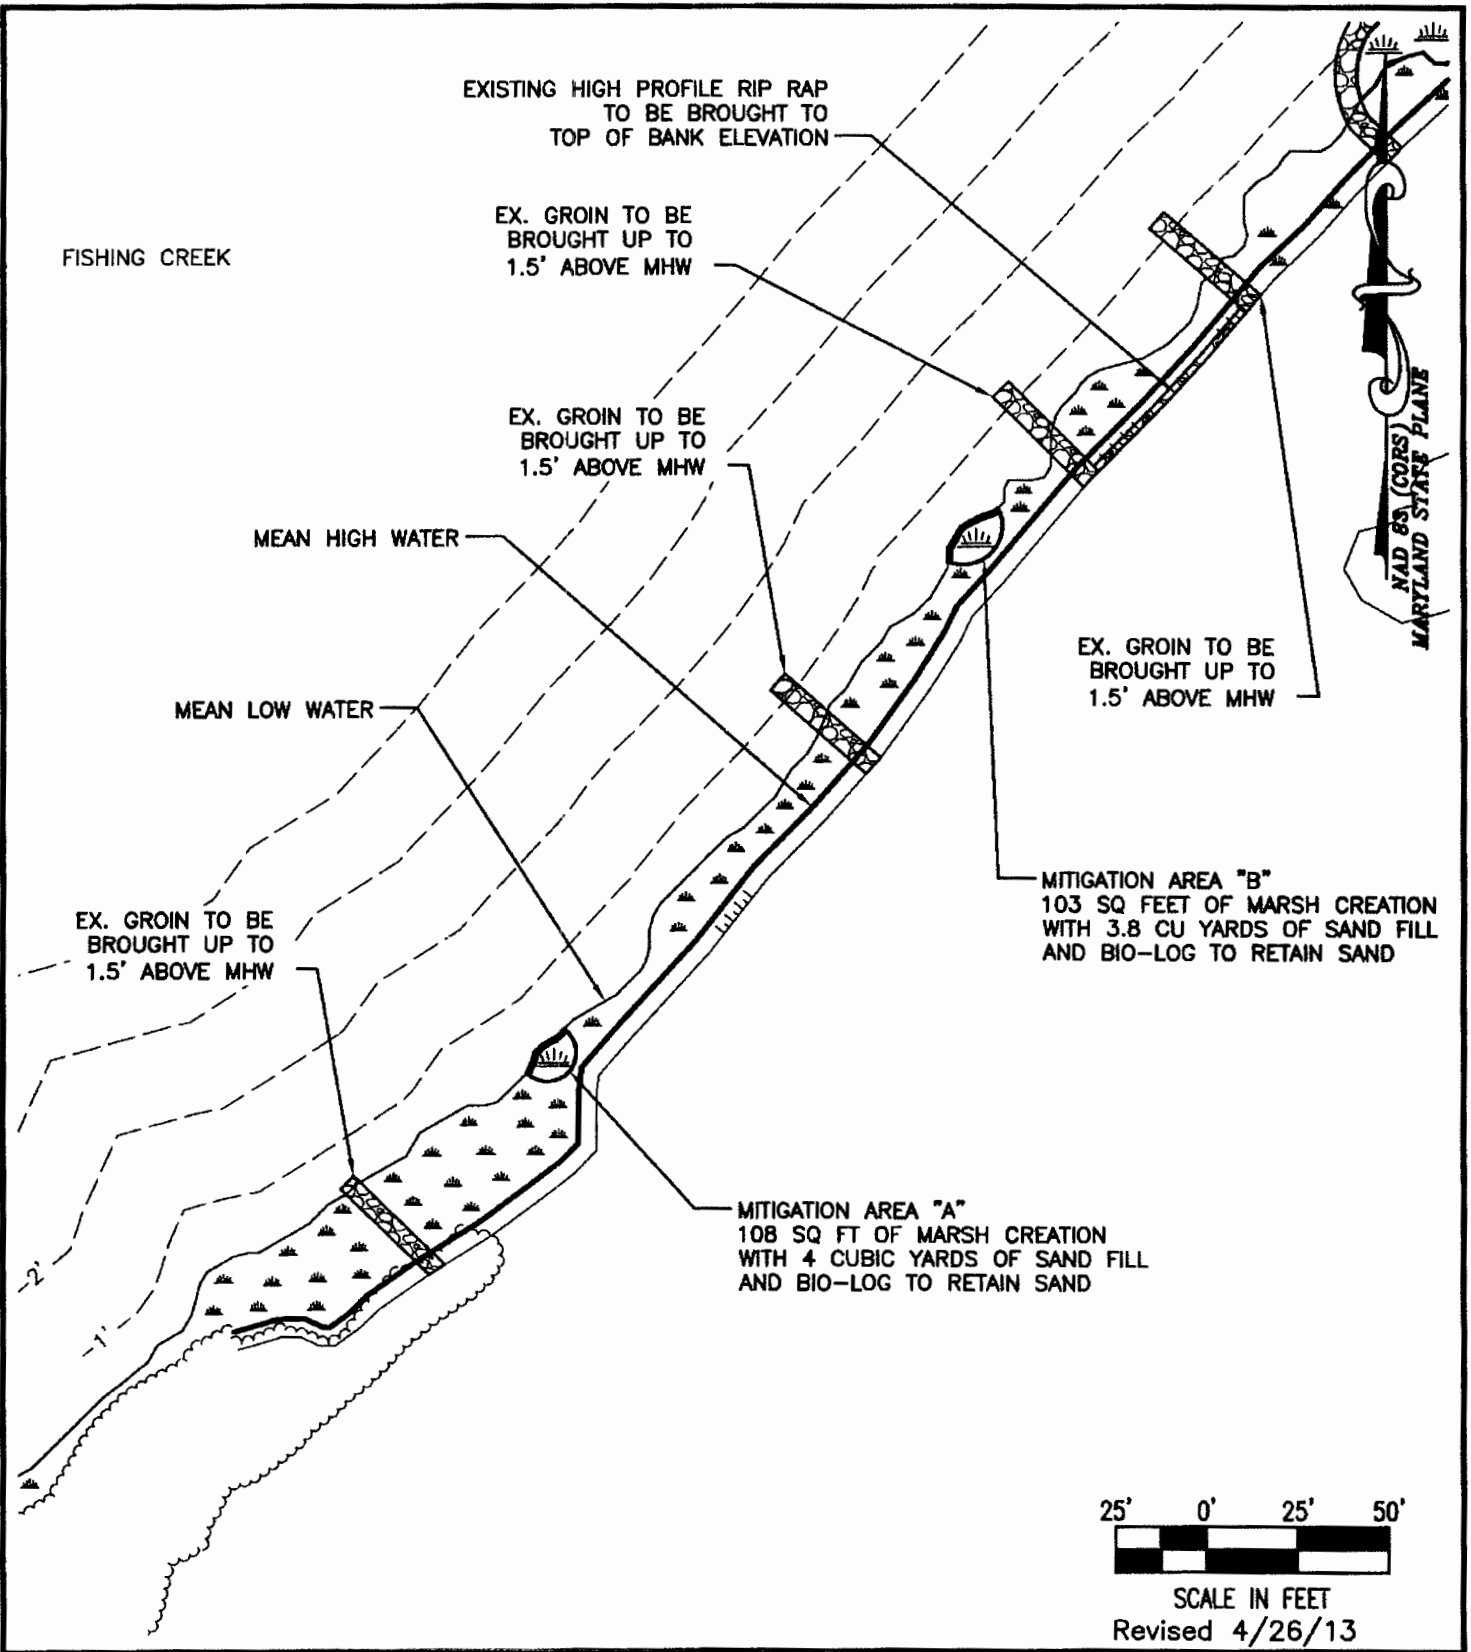 EXISTING HIGH PROFILE RIP RAP
TO BE BROUGHT TO
TOP OF BANK ELEVATION
EX. GROIN TO BE
BROUGHT UP TO
1.5' ABOVE MHW
FISHING CREEK
EX. GROIN TO BE
BROUGHT UP TO
1.5' ABOVE MHW
NAD 83 (CORS)
MARYLAND STATE PLANE
MEAN HIGH WATER
EX. GROIN TO BE
BROUGHT UP TO
1.5' ABOVE MHW
MEAN LOW WATER
MITIGATION AREA "B"
103 SQ FEET OF MARSH CREATION
WITH 3.8 CU YARDS OF SAND FILL
AND BIO-LOG TO RETAIN SAND
EX. GROIN TO BE
BROUGHT UP TO
1.5' ABOVE MHW
MITIGATION AREA "A"
108 SQ FT OF MARSH CREATION
WITH 4 CUBIC YARDS OF SAND FILL
AND BIO-LOG TO RETAIN SAND
-2'
-1'
25' 0' 25' 50'
SCALE IN FEET
Revised 4/26/13